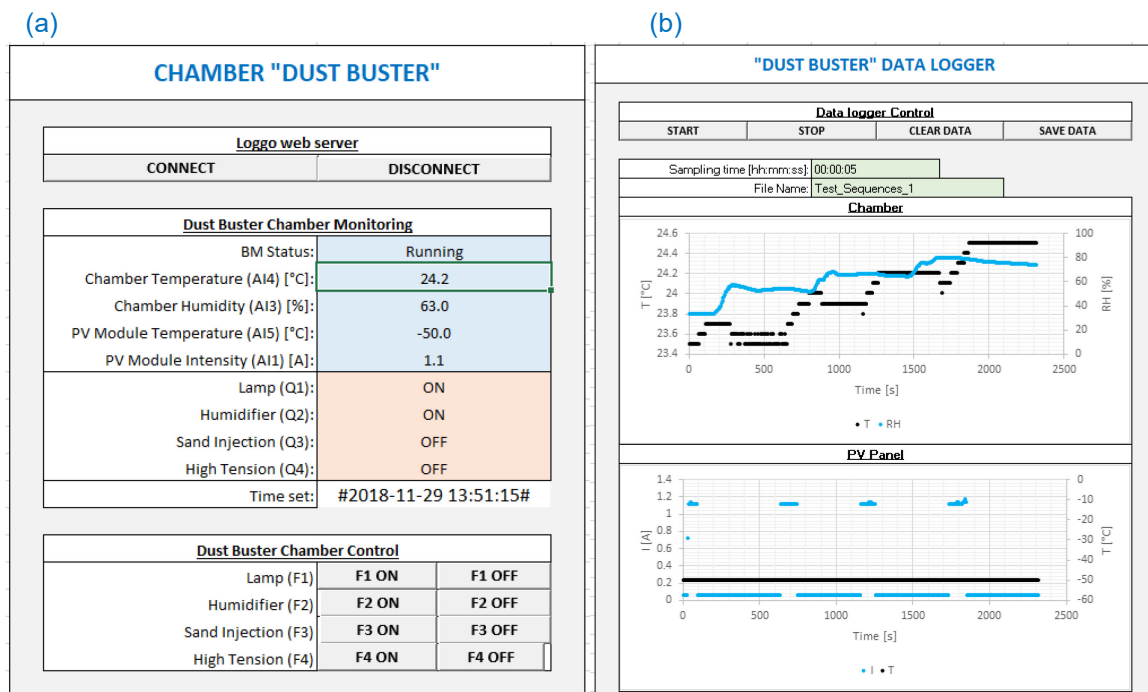 (a)
CHAMBER "DUST BUSTER"
Loggo web server
CONNECT DISCONNECT
Dust Buster Chamber Monitoring
BM Status: Running
Chamber Temperature (AI4) [°C]: 24.2
Chamber Humidity (AI3) [%]: 63.0
PV Module Temperature (AI5) [°C]: -50.0
PV Module Intensity (AI1) [A]: 1.1
Lamp (Q1): ON
Humidifier (Q2): ON
Sand Injection (Q3): OFF
High Tension (Q4): OFF
Time set: #2018-11-29 13:51:15#
Dust Buster Chamber Control
Lamp (F1) F1 ON F1 OFF
Humidifier (F2) F2 ON F2 OFF
Sand Injection (F3) F3 ON F3 OFF
High Tension (F4) F4 ON F4 OFF
(b)
"DUST BUSTER" DATA LOGGER
Data logger Control
START STOP CLEAR DATA SAVE DATA
Sampling time [hh:mm:ss]: 00:00:05
File Name: Test_Sequences_1
Chamber
24.6 100
24.4 80
24.2 60
24 40
23.8 20
23.6 0
23.4
T [°C]
RH [%]
0 500 1000 1500 2000 2500
Time [s]
T RH
PV Panel
1.4 0
1.2 -10
1 -20
0.8 -30
0.6 -40
0.4 -50
0.2 -60
0
I [A]
T [°C]
0 500 1000 1500 2000 2500
Time [s]
I T